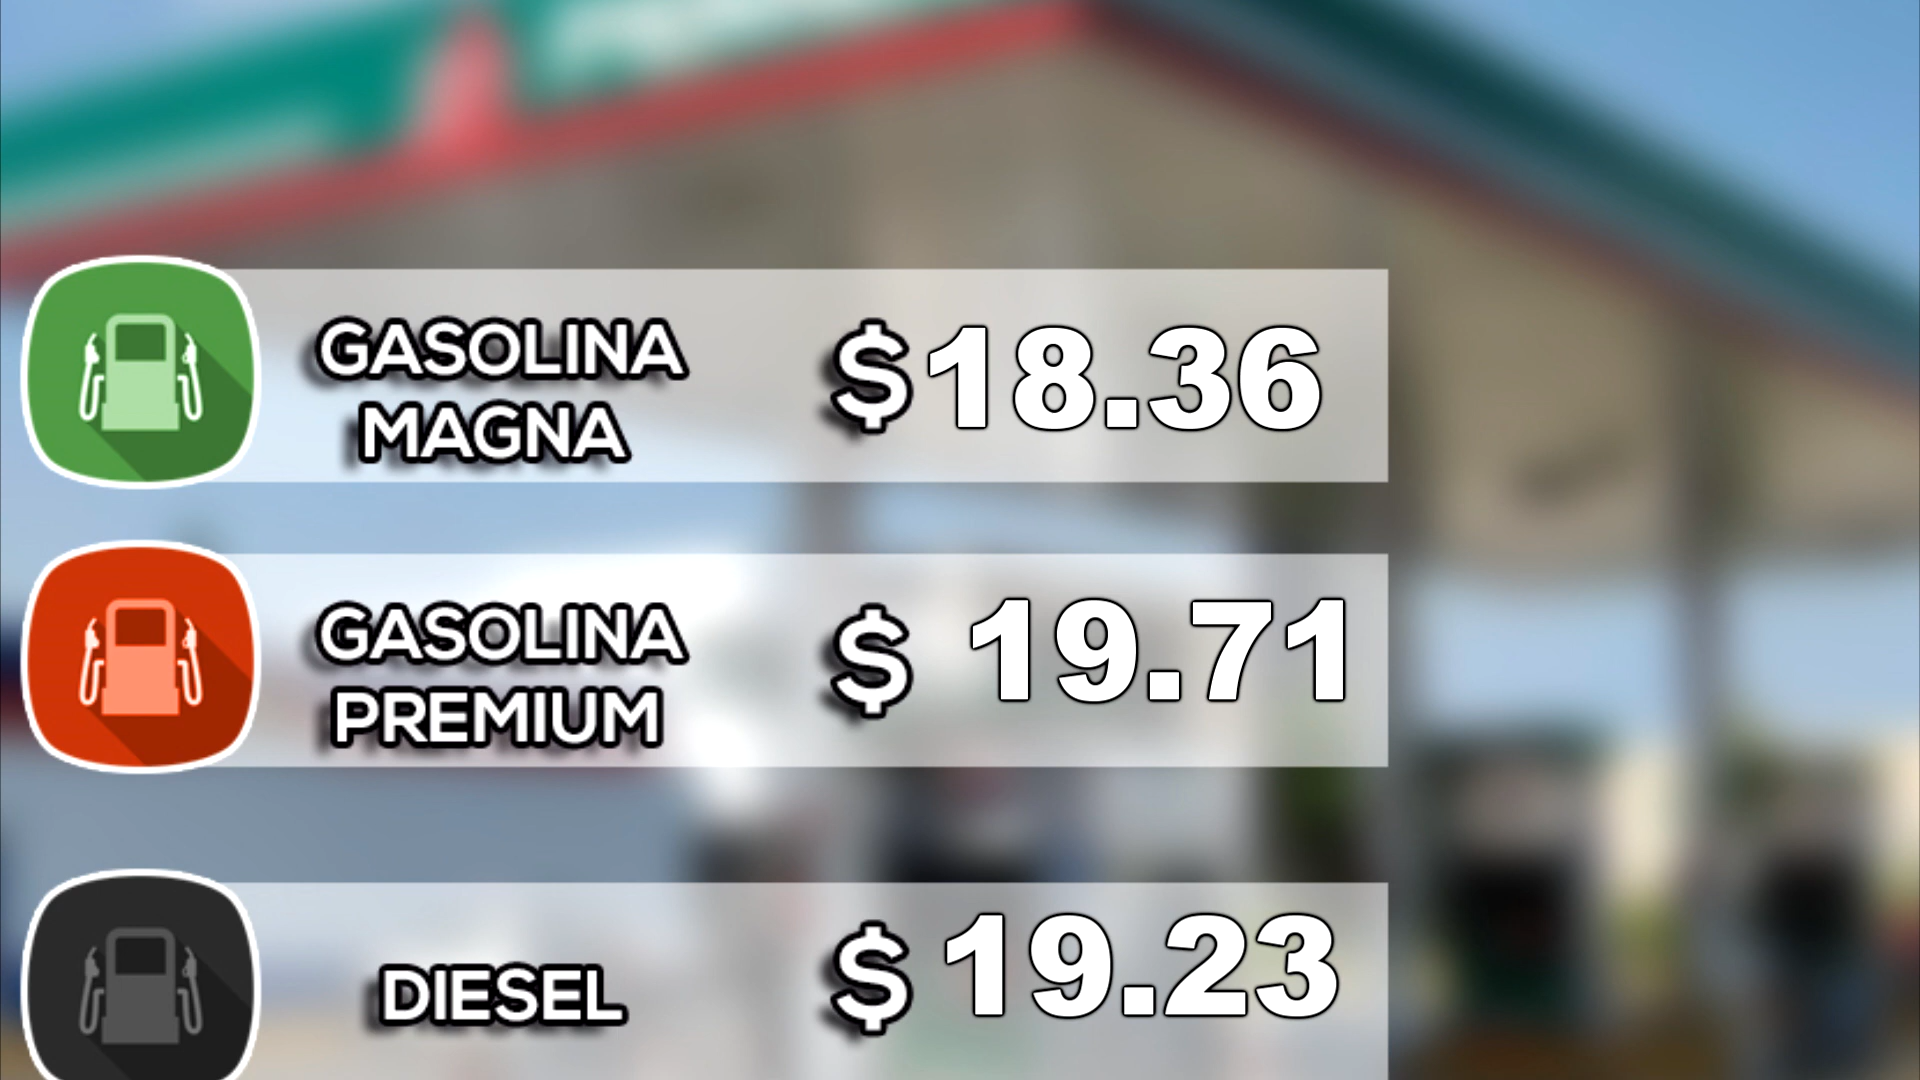 GASOLINA
MAGNA
$18.36
GASOLINA
PREMIUM
$ 19.71
DIESEL
$ 19.23